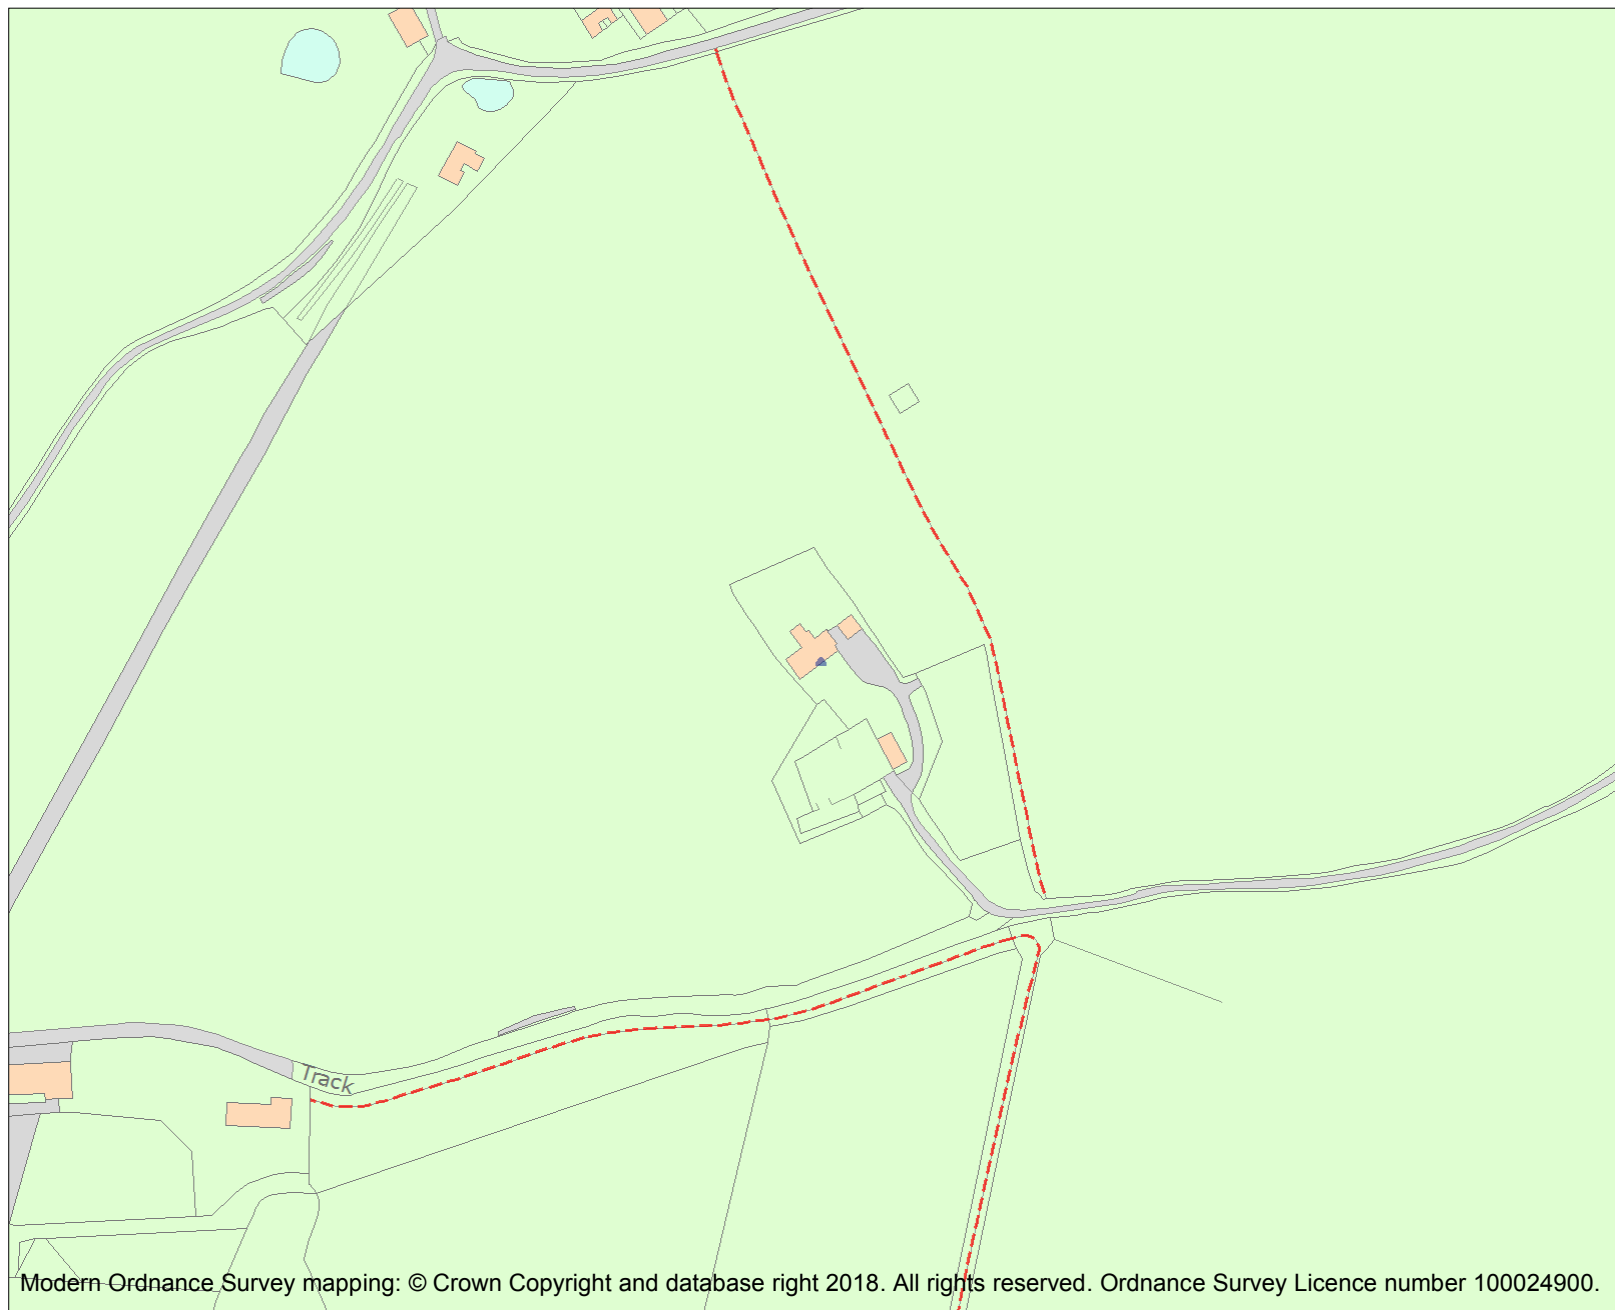 Track
Modern Ordnance Survey mapping: © Crown Copyright and database right 2018. All rights reserved. Ordnance Survey Licence number 100024900.